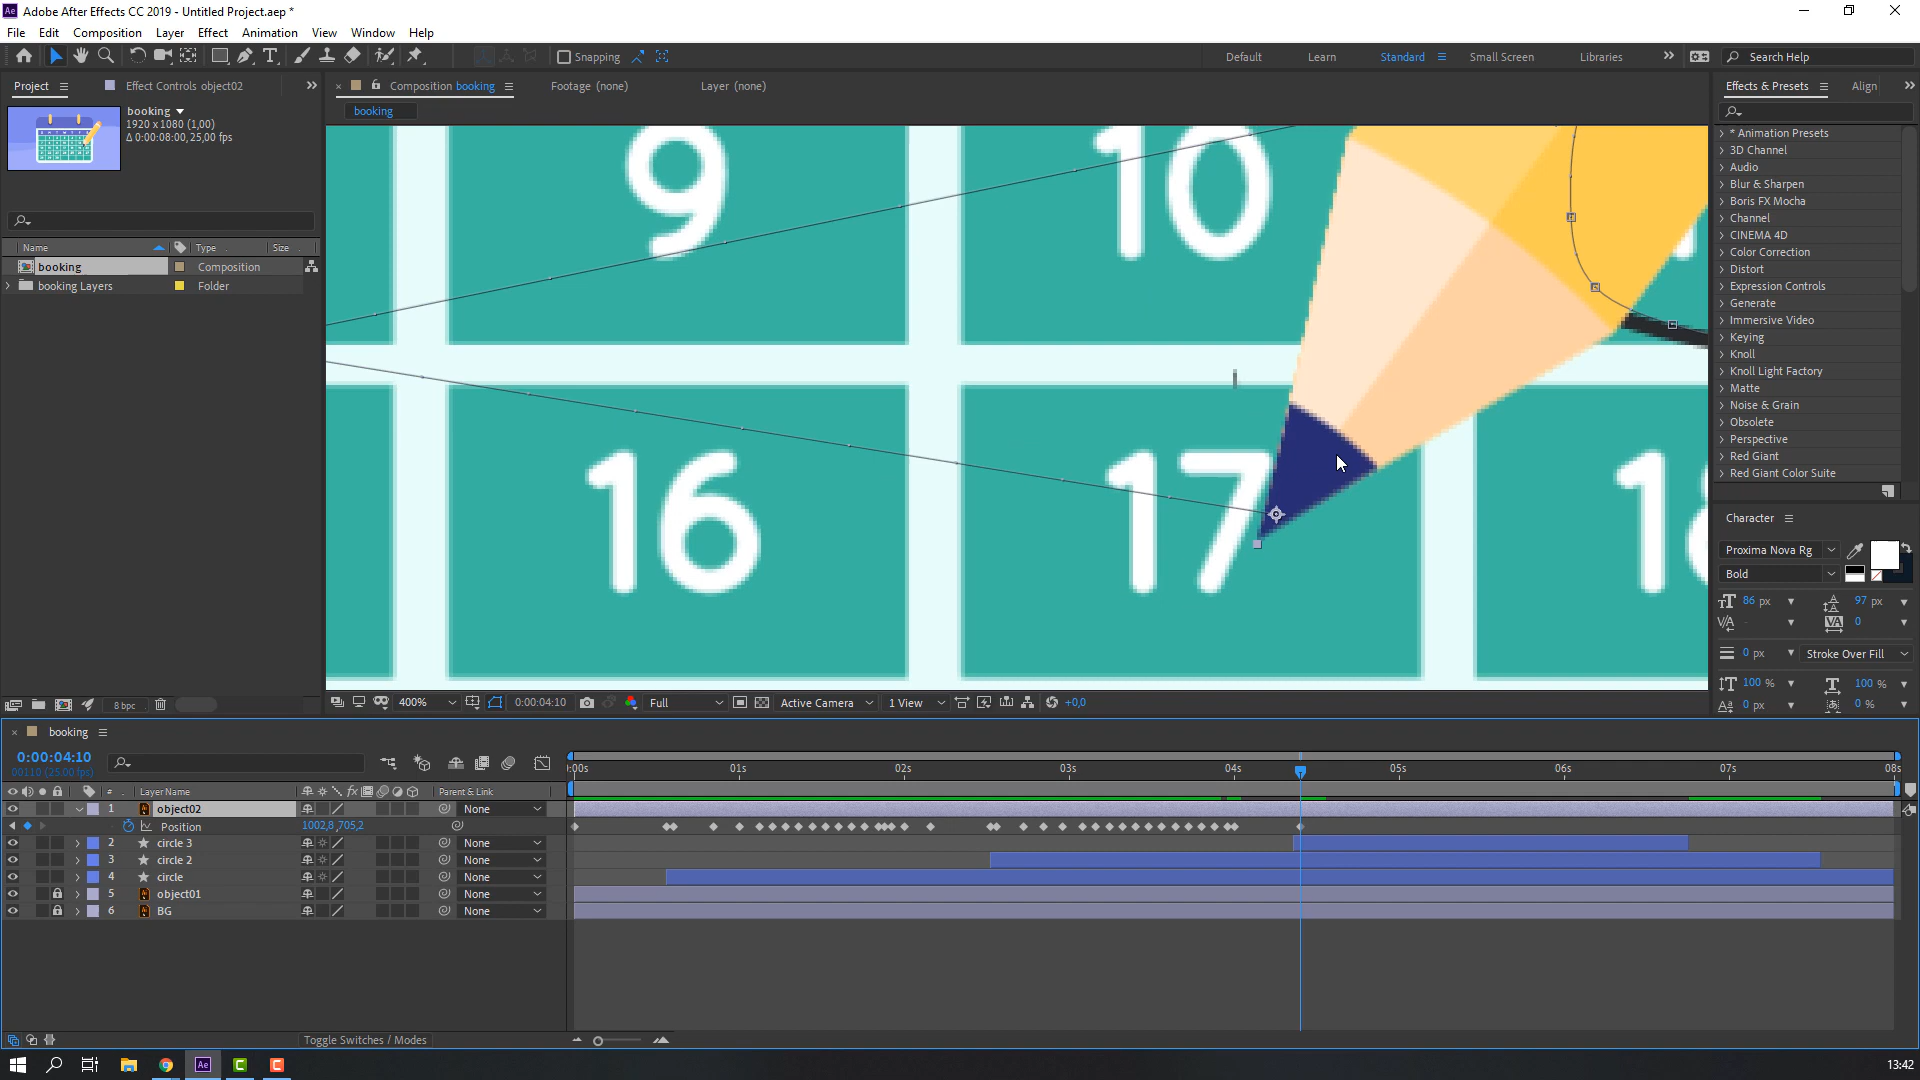 Adobe After Effects CC 2019 - Untitled Project.aep *
File Edit Composition Layer Effect Animation View Window Help
Snapping
Default Learn Standard Small Screen Libraries Search Help
Project Effect Controls object02
Composition booking Footage (none) Layer (none)
Effects & Presets Align
booking
1920 x 1080 (1,00)
Δ 0:00:08:00, 25,00 fps
booking
Name Type Size
booking Composition
booking Layers Folder
9
10
16
17
* Animation Presets
3D Channel
Audio
Blur & Sharpen
Boris FX Mocha
Channel
CINEMA 4D
Color Correction
Distort
Expression Controls
Generate
Immersive Video
Keying
Knoll
Knoll Light Factory
Matte
Noise & Grain
Obsolete
Perspective
Red Giant
Red Giant Color Suite
Character
Proxima Nova Rg
Bold
86 px 97 px
0
0 px Stroke Over Fill
100 % 100 %
0 px 0 %
8 bpc
400% 0:00:04:10 Full Active Camera 1 View +0,0
booking
0:00:04:10
00110 (25.00 fps)
:00s 01s 02s 03s 04s 05s 06s 07s 08s
# Layer Name fx Parent & Link
1 object02 None
Position 1002,8,705,2
2 circle 3 None
3 circle 2 None
4 circle None
5 object01 None
6 BG None
Toggle Switches / Modes
13:42